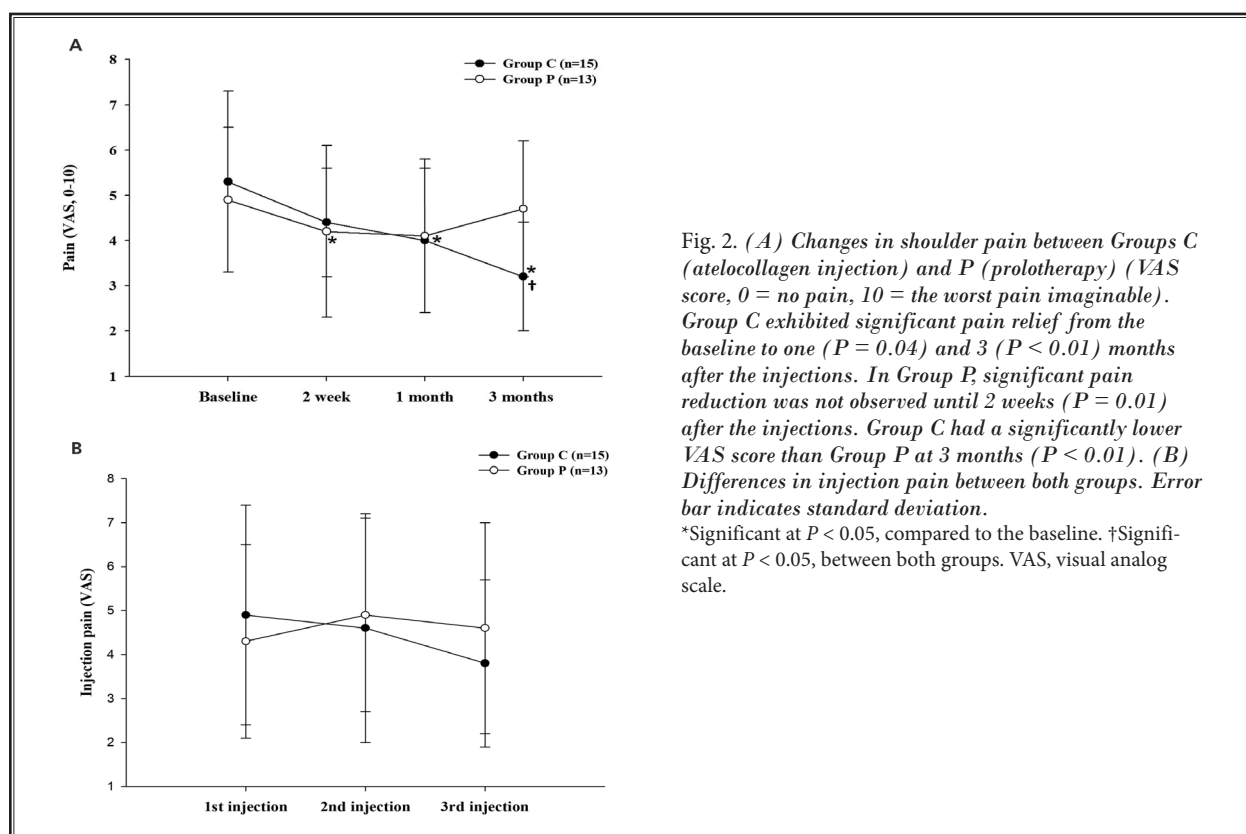 A
8
7
6
5
4
3
2
1
Pain (VAS, 0-10)
Group C (n=15)
Group P (n=13)
*
*
*
†
Baseline 2 week 1 month 3 months
B
8
7
6
5
4
3
2
1
Injection pain (VAS)
Group C (n=15)
Group P (n=13)
1st injection 2nd injection 3rd injection
Fig. 2. (A) Changes in shoulder pain between Groups C
(atelocollagen injection) and P (prolotherapy) (VAS
score, 0 = no pain, 10 = the worst pain imaginable).
Group C exhibited significant pain relief from the
baseline to one (P = 0.04) and 3 (P < 0.01) months
after the injections. In Group P, significant pain
reduction was not observed until 2 weeks (P = 0.01)
after the injections. Group C had a significantly lower
VAS score than Group P at 3 months (P < 0.01). (B)
Differences in injection pain between both groups. Error
bar indicates standard deviation.
*Significant at P < 0.05, compared to the baseline. †Signifi-
cant at P < 0.05, between both groups. VAS, visual analog
scale.